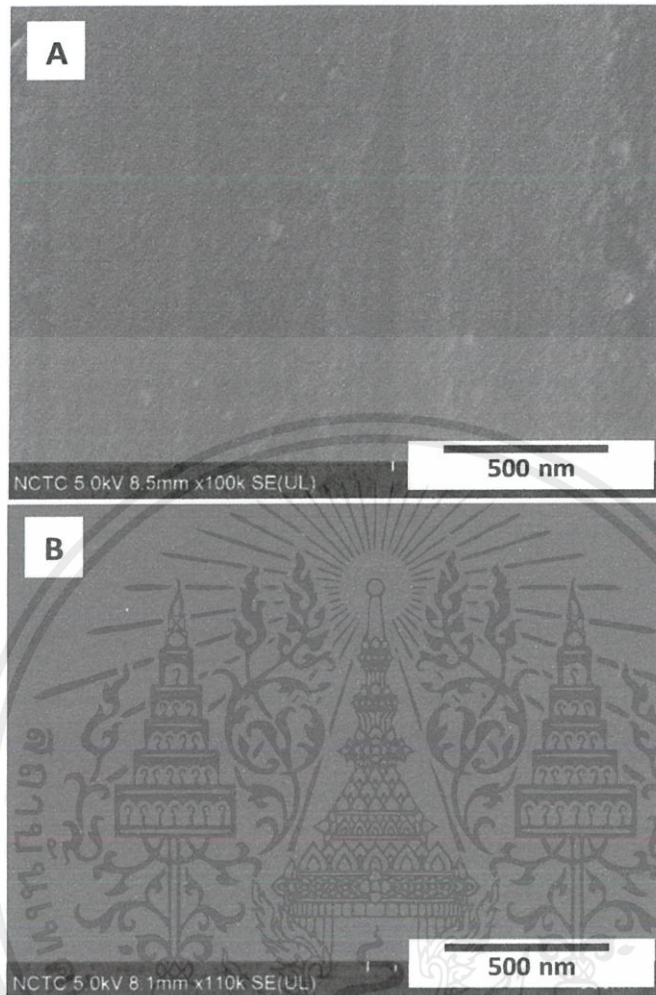 A
500 nm
NCTC 5.0kV 8.5mm x100k SE(UL)
B
500 nm
NCTC 5.0kV 8.1mm x110k SE(UL)